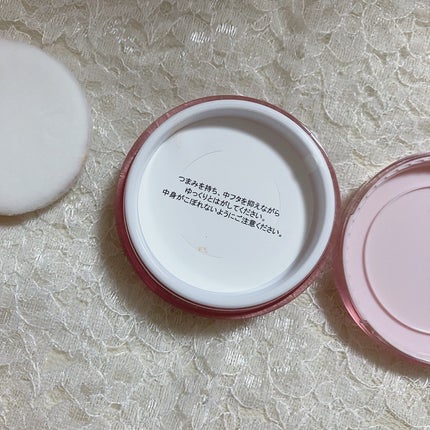 つまみを持ち、中フタを抑えながら
ゆっくりとはがしてください。
中身がこぼれないようにご注意ください。